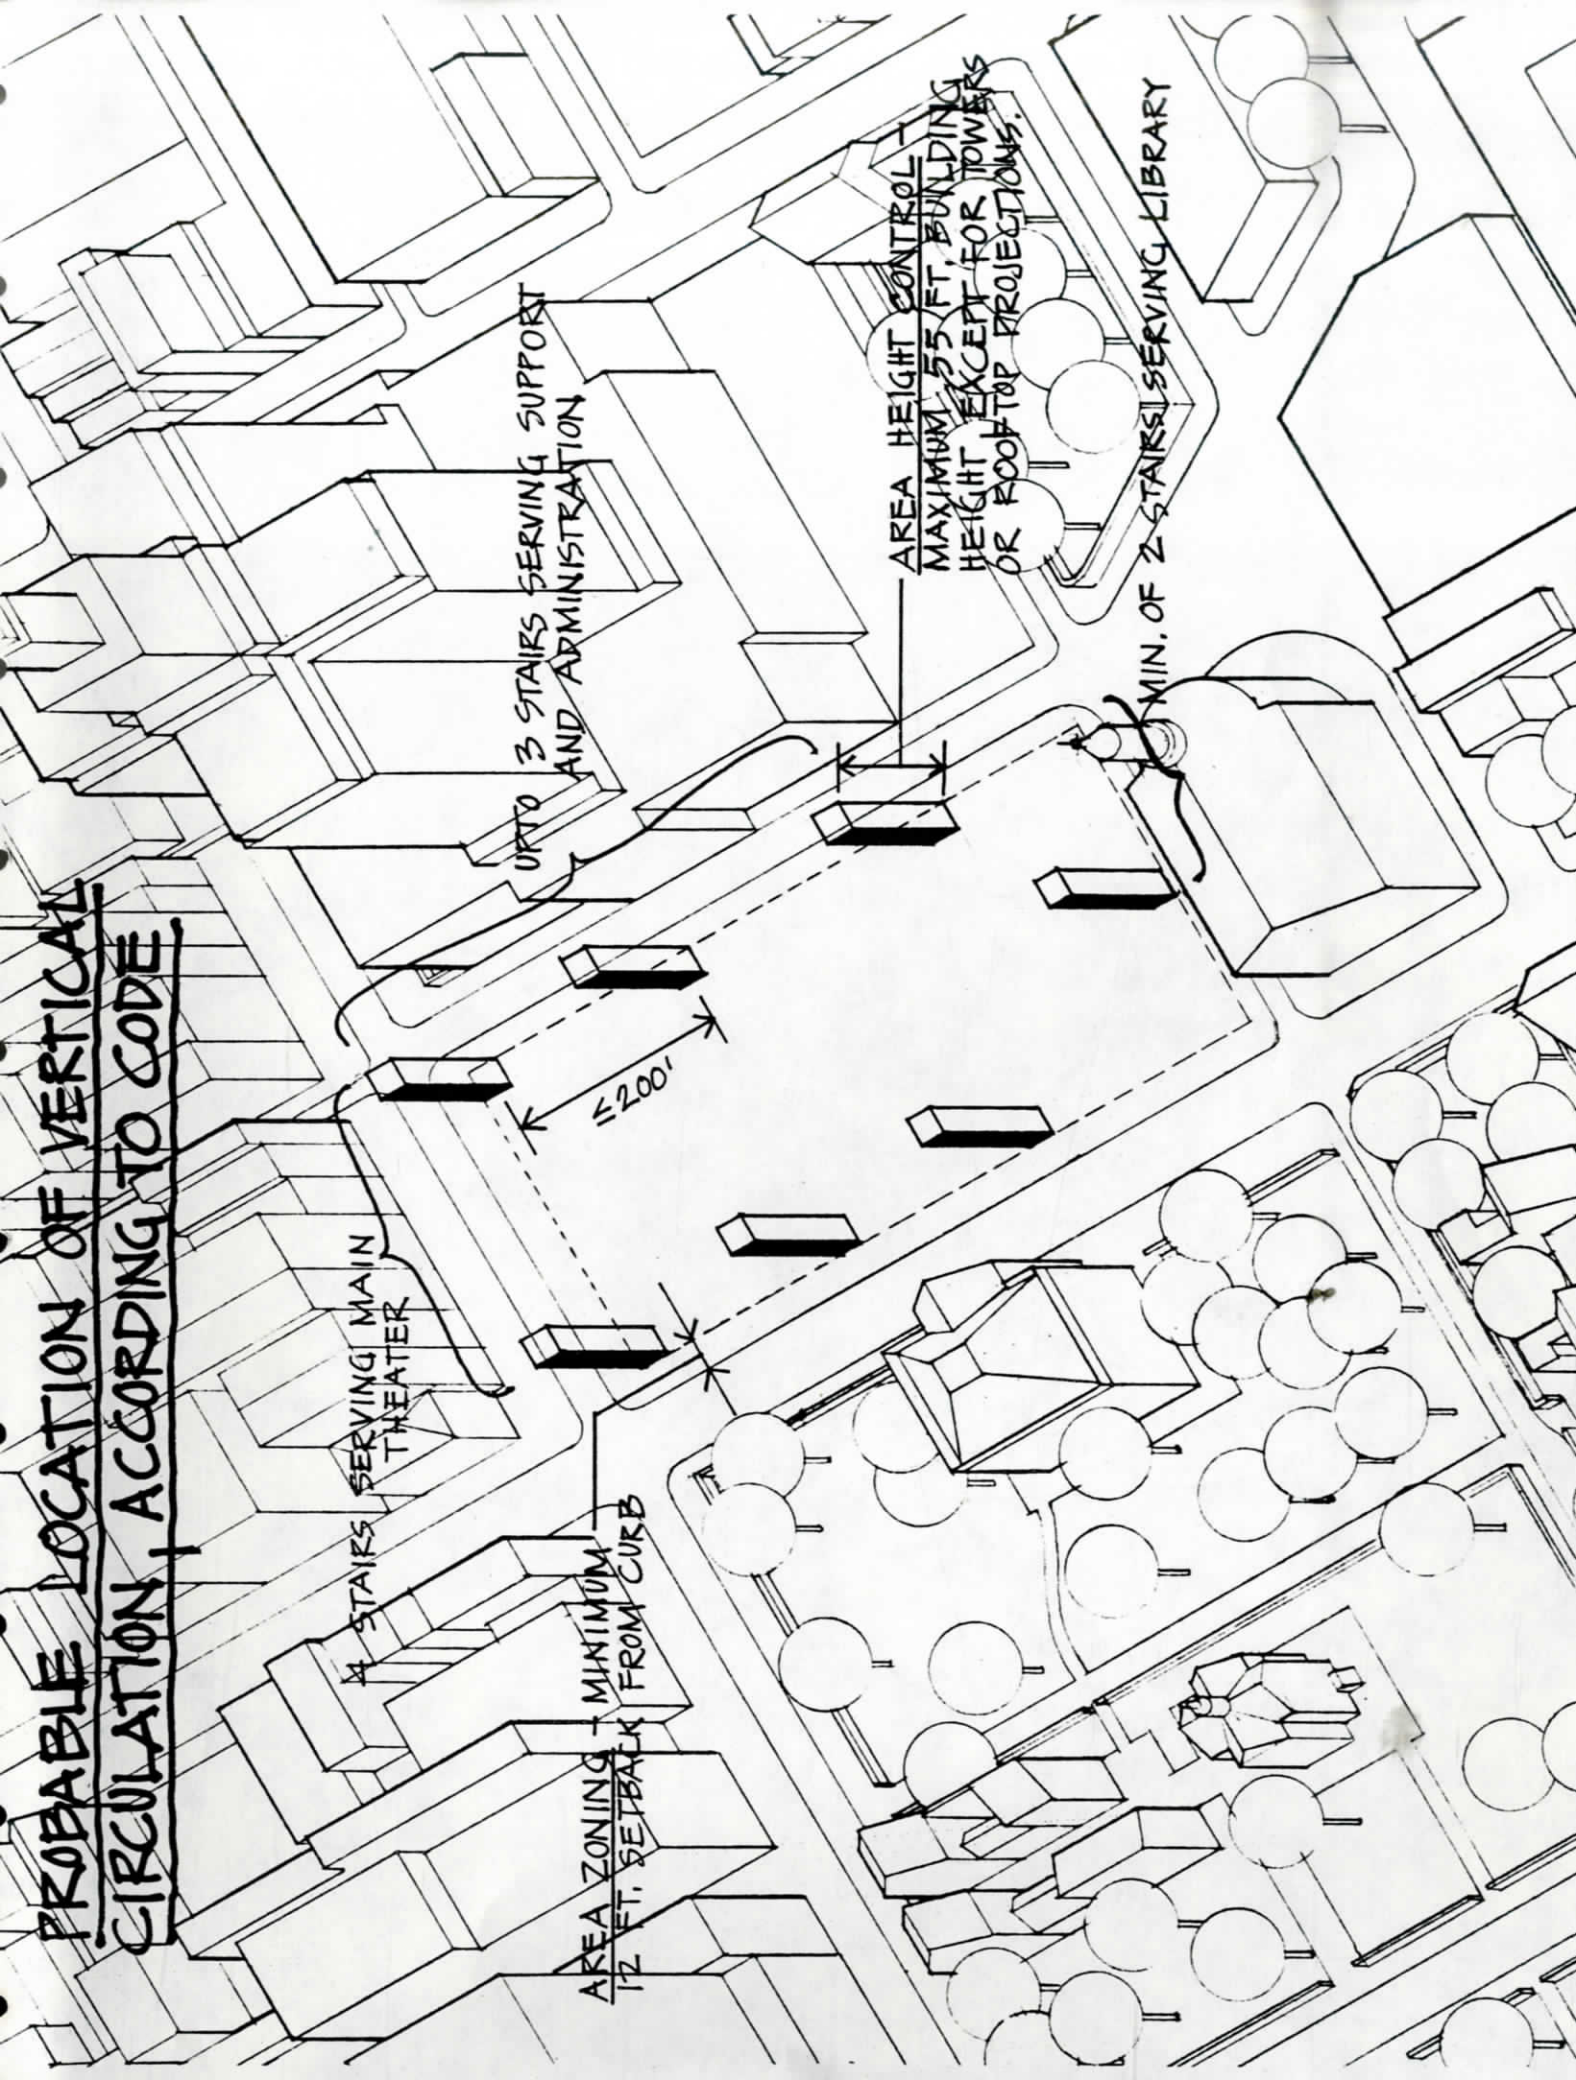 PROBABLE LOCATION OF VERTICAL
CIRCULATION, ACCORDING TO CODE
4 STAIRS SERVING MAIN
THEATER
UPTO 3 STAIRS SERVING SUPPORT
AND ADMINISTRATION
≤200'
AREA ZONING - MINIMUM
12 FT. SETBACK FROM CURB
AREA HEIGHT CONTROL -
MAXIMUM 55 FT. BUILDING
HEIGHT EXCEPT FOR TOWERS
OR ROOFTOP PROJECTIONS.
MIN. OF 2 STAIRS SERVING LIBRARY